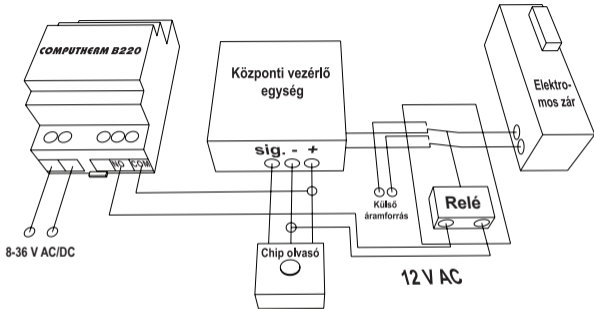 COMPUTHERM B220
NO COM
8-36 V AC/DC
Központi vezérlő
egység
sig. - +
Chip olvasó
Külső
áramforrás
Relé
12 V AC
Elektro-
mos zár